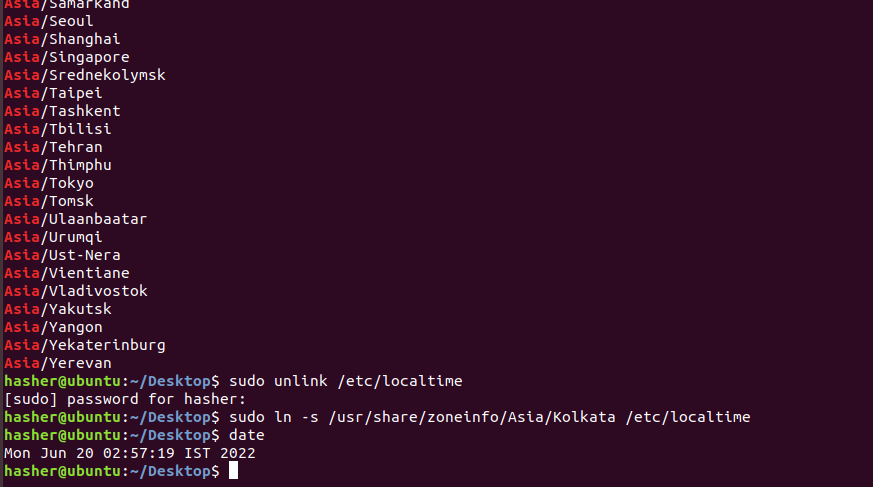 Asia/Samarkand
Asia/Seoul
Asia/Shanghai
Asia/Singapore
Asia/Srednekolymsk
Asia/Taipei
Asia/Tashkent
Asia/Tbilisi
Asia/Tehran
Asia/Thimphu
Asia/Tokyo
Asia/Tomsk
Asia/Ulaanbaatar
Asia/Urumqi
Asia/Ust-Nera
Asia/Vientiane
Asia/Vladivostok
Asia/Yakutsk
Asia/Yangon
Asia/Yekaterinburg
Asia/Yerevan
hasher@ubuntu:~/Desktop$ sudo unlink /etc/localtime
[sudo] password for hasher:
hasher@ubuntu:~/Desktop$ sudo ln -s /usr/share/zoneinfo/Asia/Kolkata /etc/localtime
hasher@ubuntu:~/Desktop$ date
Mon Jun 20 02:57:19 IST 2022
hasher@ubuntu:~/Desktop$